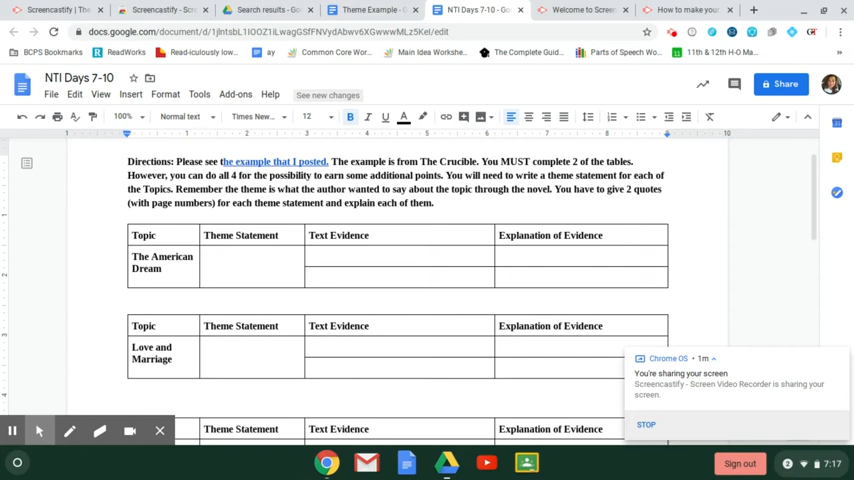 Screencastify | The
Screencastify - Scree
Search results - Goo
Theme Example - Go
NTI Days 7-10 - Goo
Welcome to Screen
How to make your
docs.google.com/document/d/
/edit
BCPS Bookmarks
ReadWorks
Read-iculously low...
ay
Common Core Wor...
Main Idea Workshe...
The Complete Guid...
Parts of Speech Wo...
11th & 12th H-O Ma...
NTI Days 7-10
File Edit View Insert Format Tools Add-ons Help See new changes
Share
100% Normal text Times New... 12 B I U A
Directions: Please see the example that I posted. The example is from The Crucible. You MUST complete 2 of the tables.
However, you can do all 4 for the possibility to earn some additional points. You will need to write a theme statement for each of
the Topics. Remember the theme is what the author wanted to say about the topic through the novel. You have to give 2 quotes
(with page numbers) for each theme statement and explain each of them.
Topic Theme Statement Text Evidence Explanation of Evidence
The American
Dream
Topic Theme Statement Text Evidence Explanation of Evidence
Love and
Marriage
Theme Statement Text Evidence Explanation of Evidence
Chrome OS • 1m
You're sharing your screen
Screencastify - Screen Video Recorder is sharing your
screen.
STOP
Sign out
2
7:17